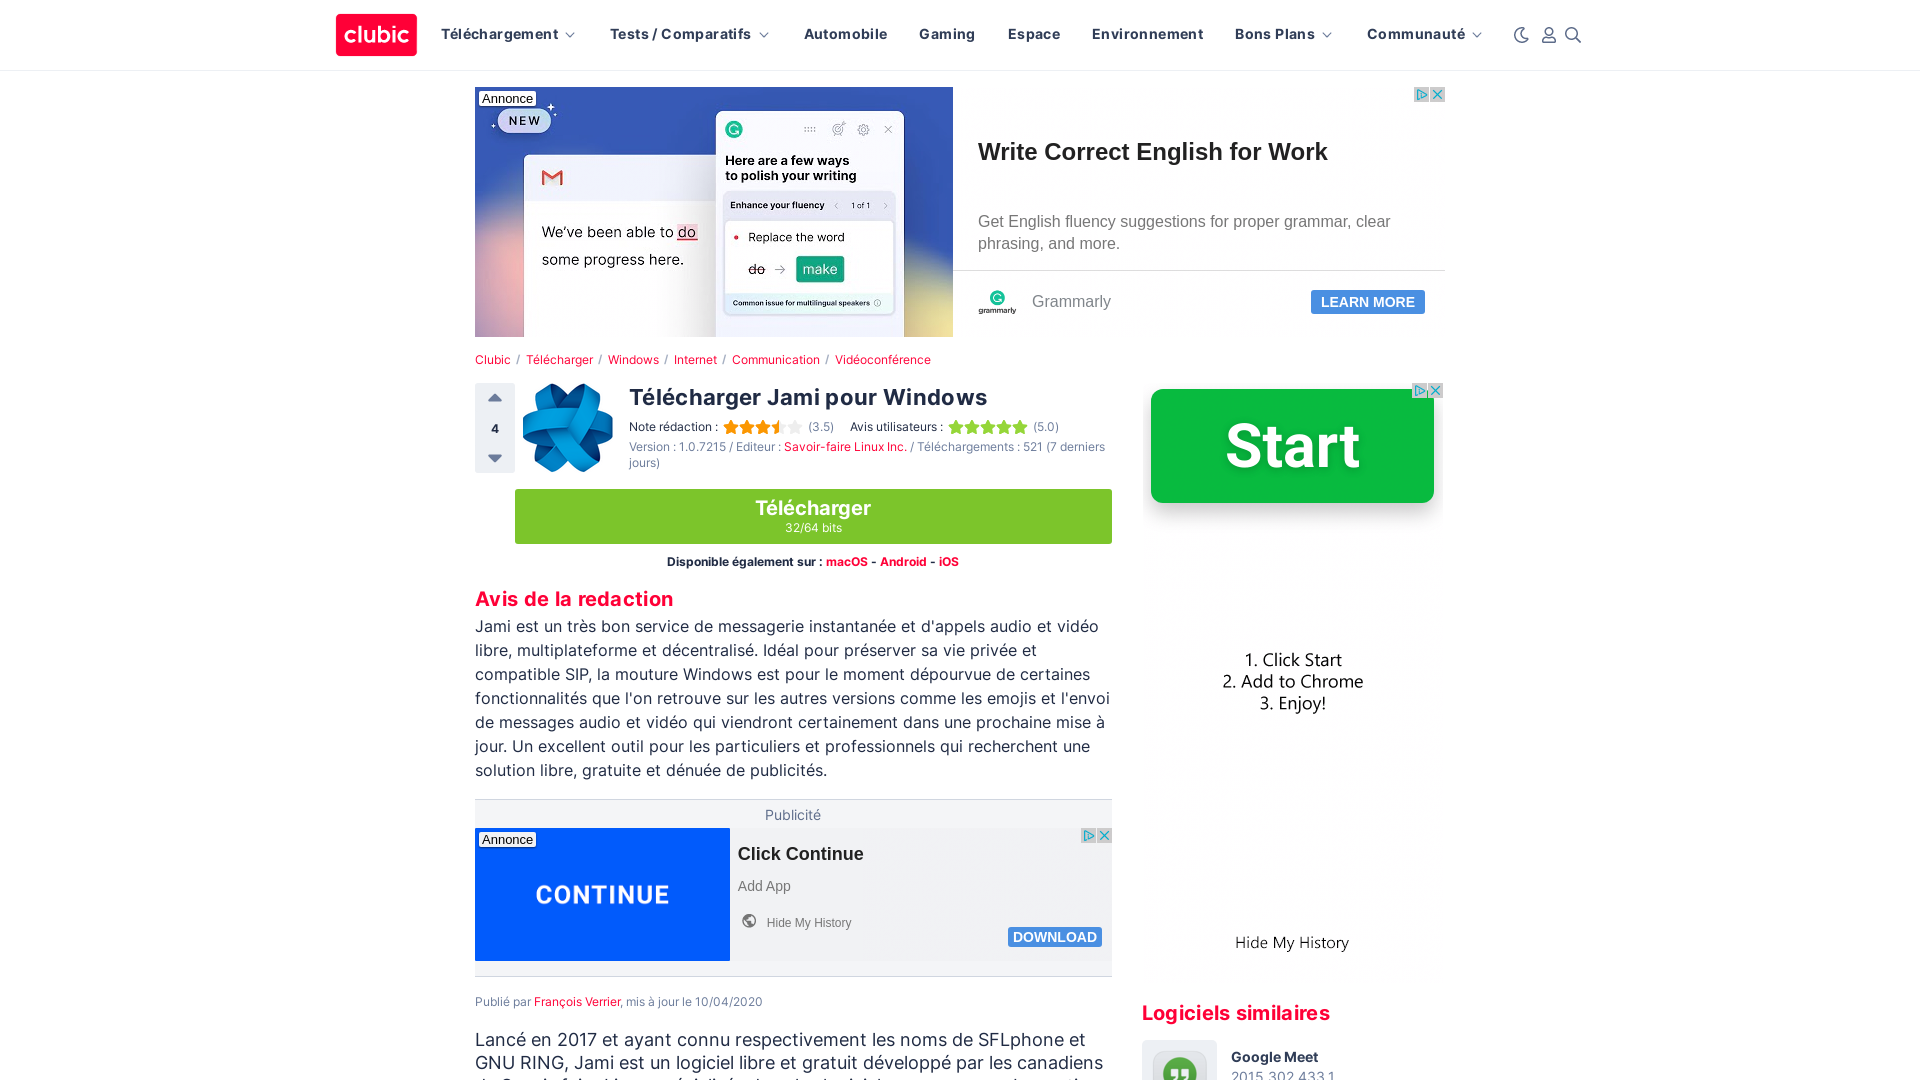 clubic Téléchargement Tests / Comparatifs Automobile Gaming Espace Environnement Bons Plans Communauté
Annonce
NEW
Here are a few ways
to polish your writing
Enhance your fluency 1 of 1
We've been able to do
some progress here.
Replace the word
do → make
Common issue for multilingual speakers
Write Correct English for Work
Get English fluency suggestions for proper grammar, clear
phrasing, and more.
grammarly
Grammarly
LEARN MORE
Clubic / Télécharger / Windows / Internet / Communication / Vidéoconférence
4
Télécharger Jami pour Windows
Note rédaction : (3.5) Avis utilisateurs : (5.0)
Version : 1.0.7215 / Editeur : Savoir-faire Linux Inc. / Téléchargements : 521 (7 derniers
jours)
Télécharger
32/64 bits
Disponible également sur : macOS - Android - iOS
Avis de la redaction
Jami est un très bon service de messagerie instantanée et d'appels audio et vidéo
libre, multiplateforme et décentralisé. Idéal pour préserver sa vie privée et
compatible SIP, la mouture Windows est pour le moment dépourvue de certaines
fonctionnalités que l'on retrouve sur les autres versions comme les emojis et l'envoi
de messages audio et vidéo qui viendront certainement dans une prochaine mise à
jour. Un excellent outil pour les particuliers et professionnels qui recherchent une
solution libre, gratuite et dénuée de publicités.
Publicité
Annonce
CONTINUE
Click Continue
Add App
Hide My History
DOWNLOAD
Publié par François Verrier, mis à jour le 10/04/2020
Lancé en 2017 et ayant connu respectivement les noms de SFLphone et
GNU RING, Jami est un logiciel libre et gratuit développé par les canadiens
Start
1. Click Start
2. Add to Chrome
3. Enjoy!
Hide My History
Logiciels similaires
Google Meet
2015.302.433.1